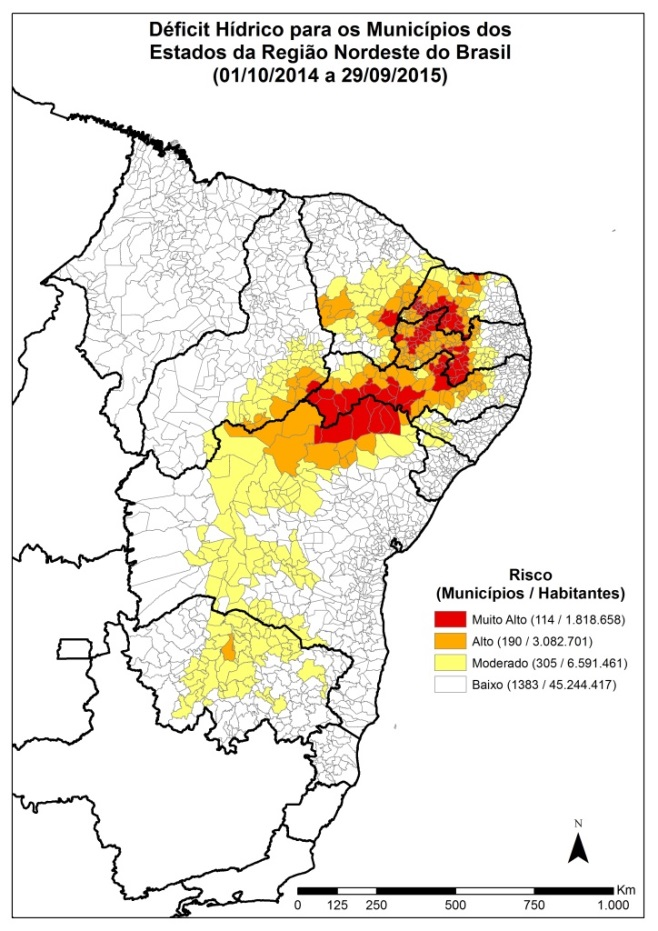 Déficit Hídrico para os Municípios dos
Estados da Região Nordeste do Brasil
(01/10/2014 a 29/09/2015)
Risco
(Municípios / Habitantes)
Muito Alto (114 / 1.818.658)
Alto (190 / 3.082.701)
Moderado (305 / 6.591.461)
Baixo (1383 / 45.244.417)
N
Km
0 125 250 500 750 1.000